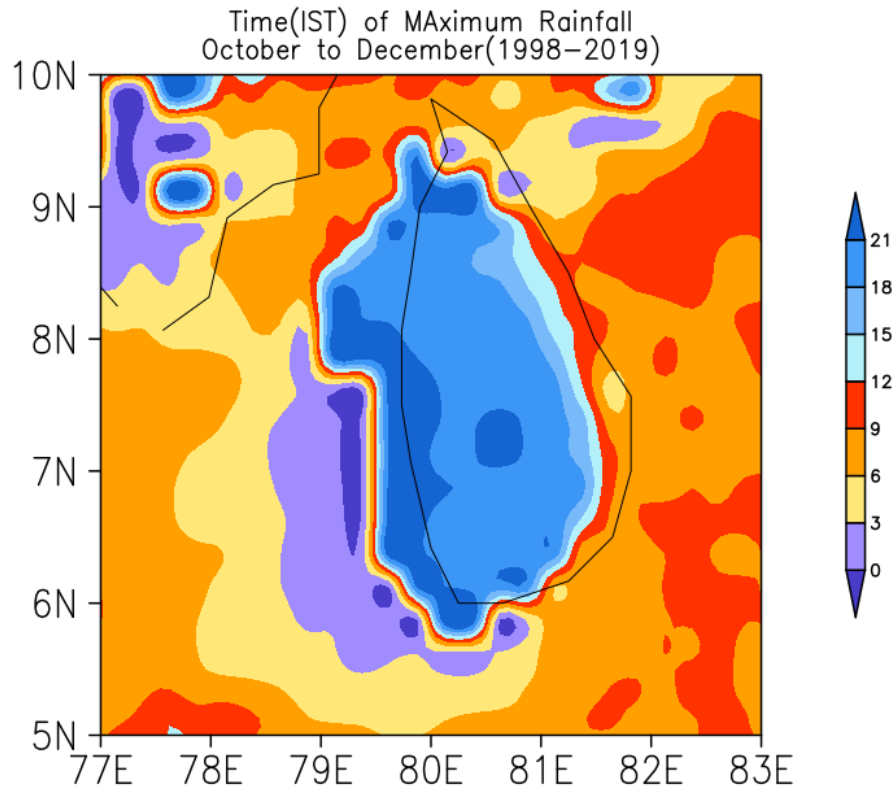 Time(IST) of MAximum Rainfall
October to December(1998-2019)
10N
9N
8N
7N
6N
5N
77E 78E 79E 80E 81E 82E 83E
21
18
15
12
9
6
3
0